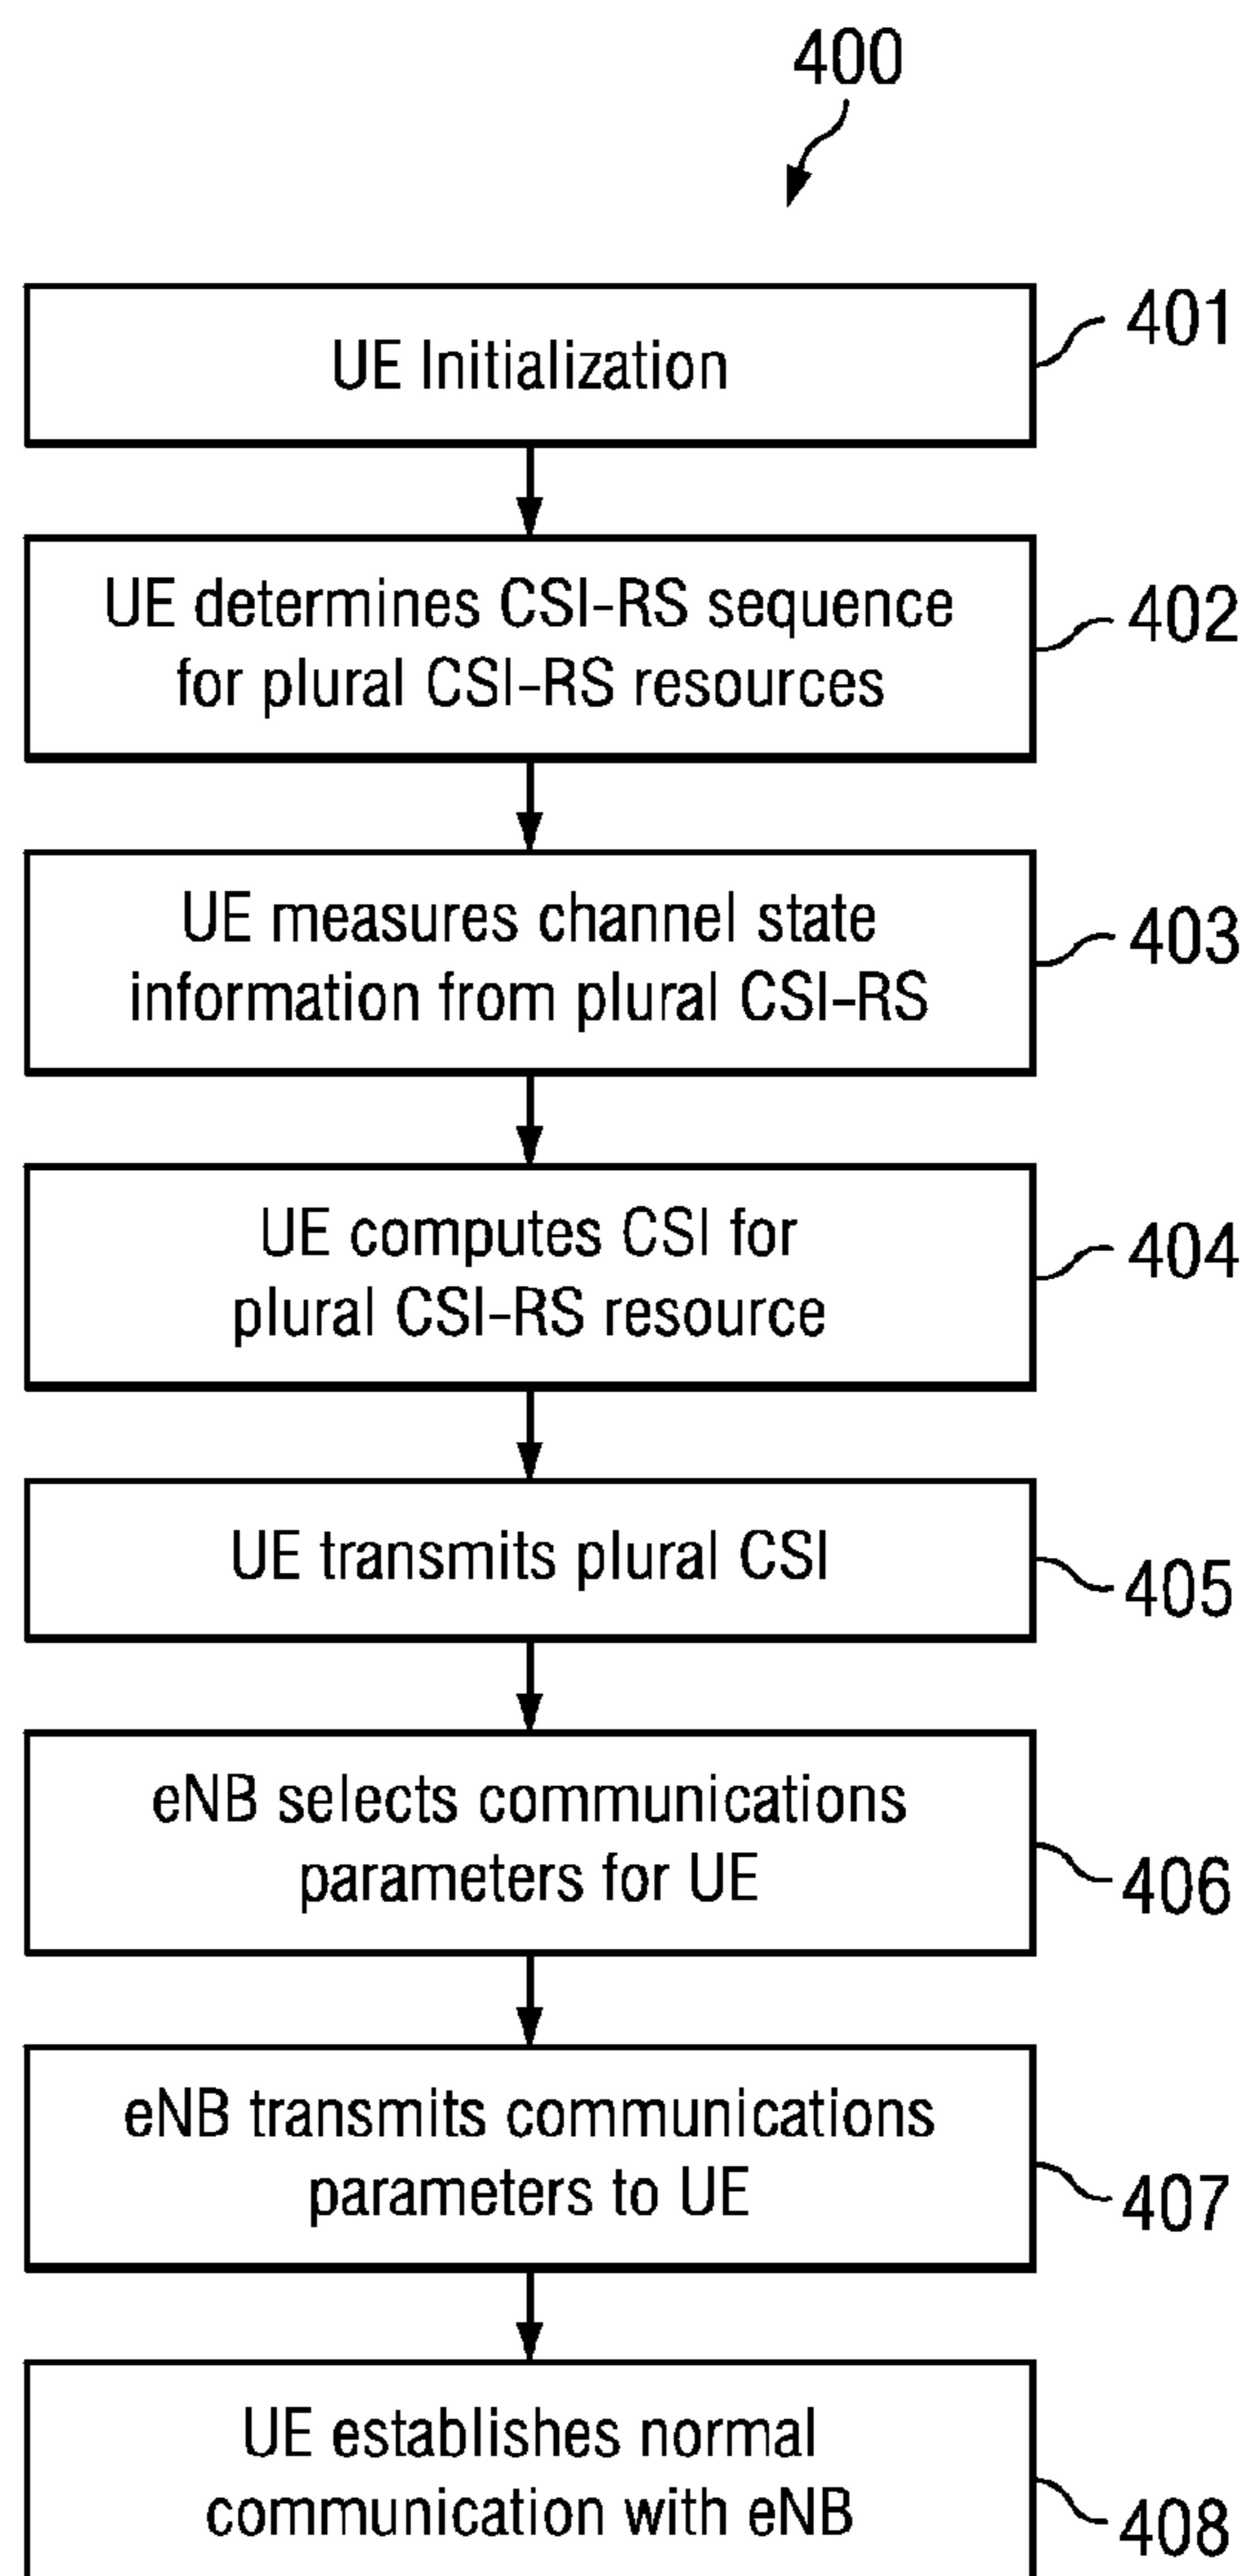 400
UE Initialization
401
UE determines CSI-RS sequence
for plural CSI-RS resources
402
UE measures channel state
information from plural CSI-RS
403
UE computes CSI for
plural CSI-RS resource
404
UE transmits plural CSI
405
eNB selects communications
parameters for UE
406
eNB transmits communications
parameters to UE
407
UE establishes normal
communication with eNB
408